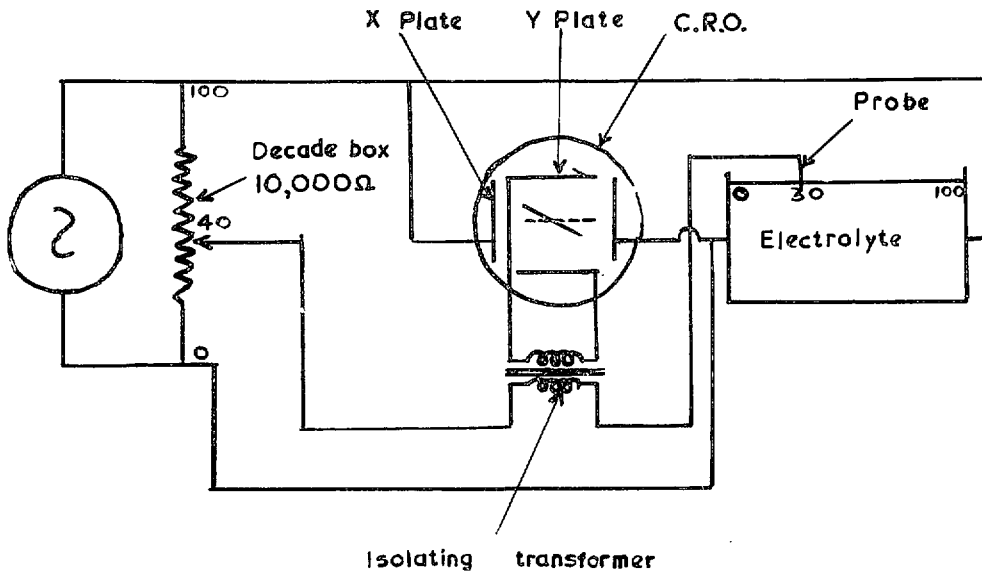 X Plate
Y Plate
C.R.O.
100
Decade box
10,000Ω
40
0
Probe
0
30
100
Electrolyte
Isolating transformer